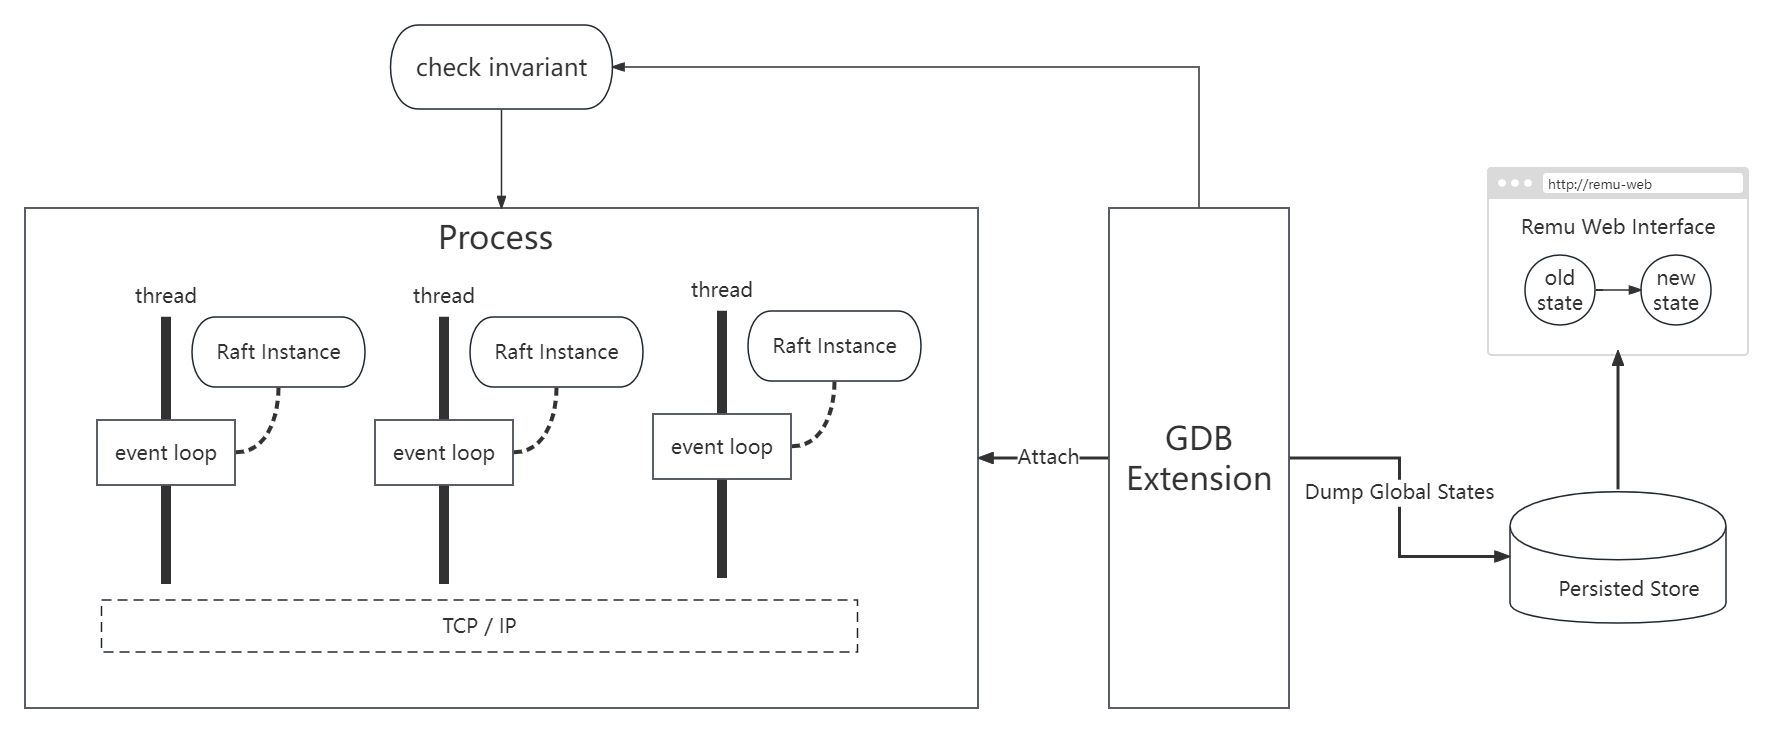 check invariant
http://remu-web
Remu Web Interface
old
state
new
state
Process
thread
thread
thread
Raft Instance
Raft Instance
Raft Instance
event loop
event loop
event loop
TCP / IP
Attach
GDB
Extension
Dump Global States
Persisted Store